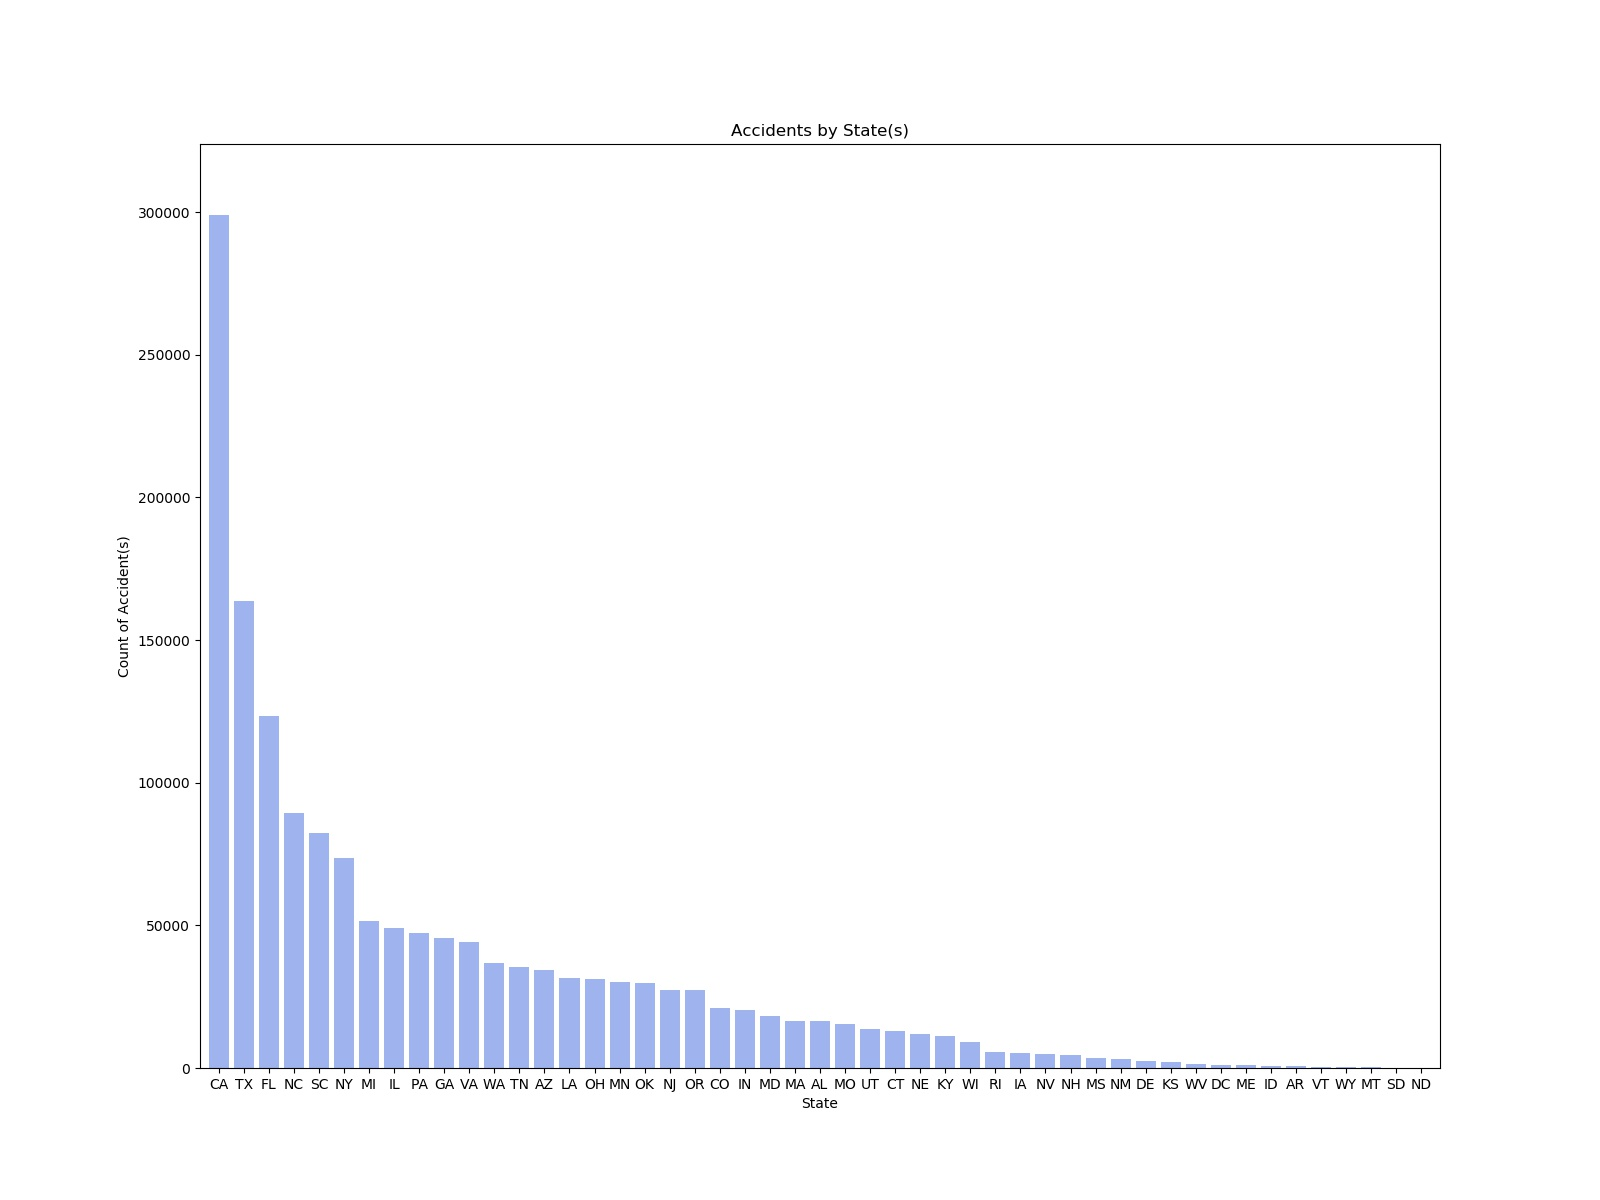 Accidents by State(s)
300000
250000
200000
150000
100000
50000
0
Count of Accident(s)
CA TX FL NC SC NY MI IL PA GA VA WA TN AZ LA OH MN OK NJ OR CO IN MD MA AL MO UT CT NE KY WI RI IA NV NH MS NM DE KS WV DC ME ID AR VT WY MT SD ND
State